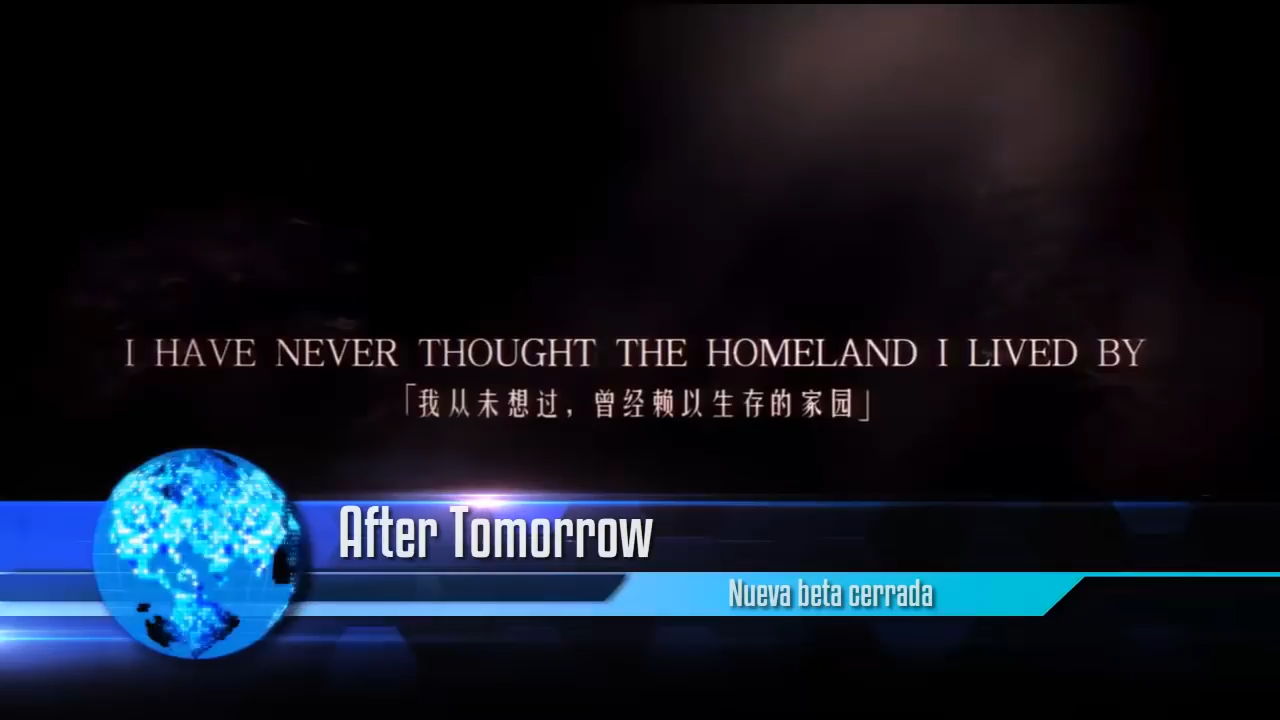 I HAVE NEVER THOUGHT THE HOMELAND I LIVED BY
「我从未想过，曾经赖以生存的家园」
After Tomorrow
Nueva beta cerrada